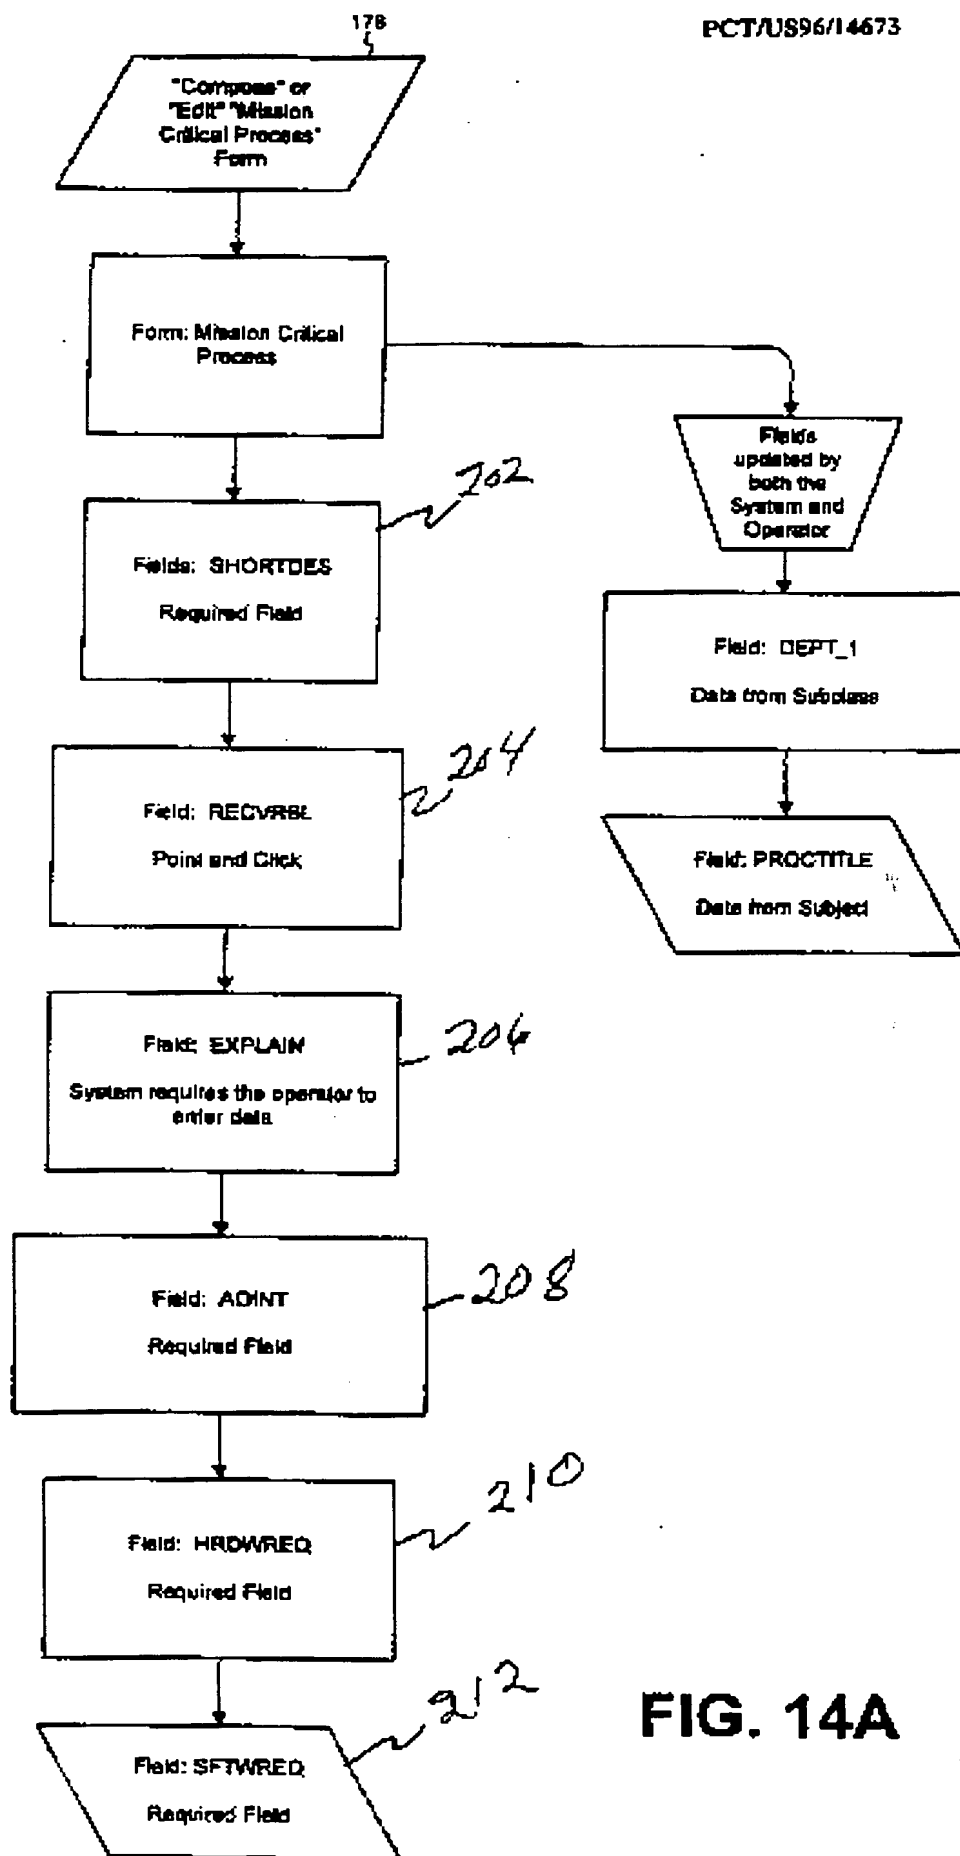 178
PCT/US96/14673
"Compose" or
"Edit" "Mission
Critical Process"
Form
Form: Mission Critical
Process
Fields
updated by
both the
System and
Operator
202
Fields: SHORTDES
Required Field
Field: DEPT_1
Data from Subclass
204
Field: RECVRBL
Point and Click
Field: PROCTITLE
Data from Subject
206
Field: EXPLAIN
System requires the operator to
enter data
208
Field: ADINT
Required Field
210
Field: HRDWREQ
Required Field
212
Field: SFTWREQ
Required Field
FIG. 14A